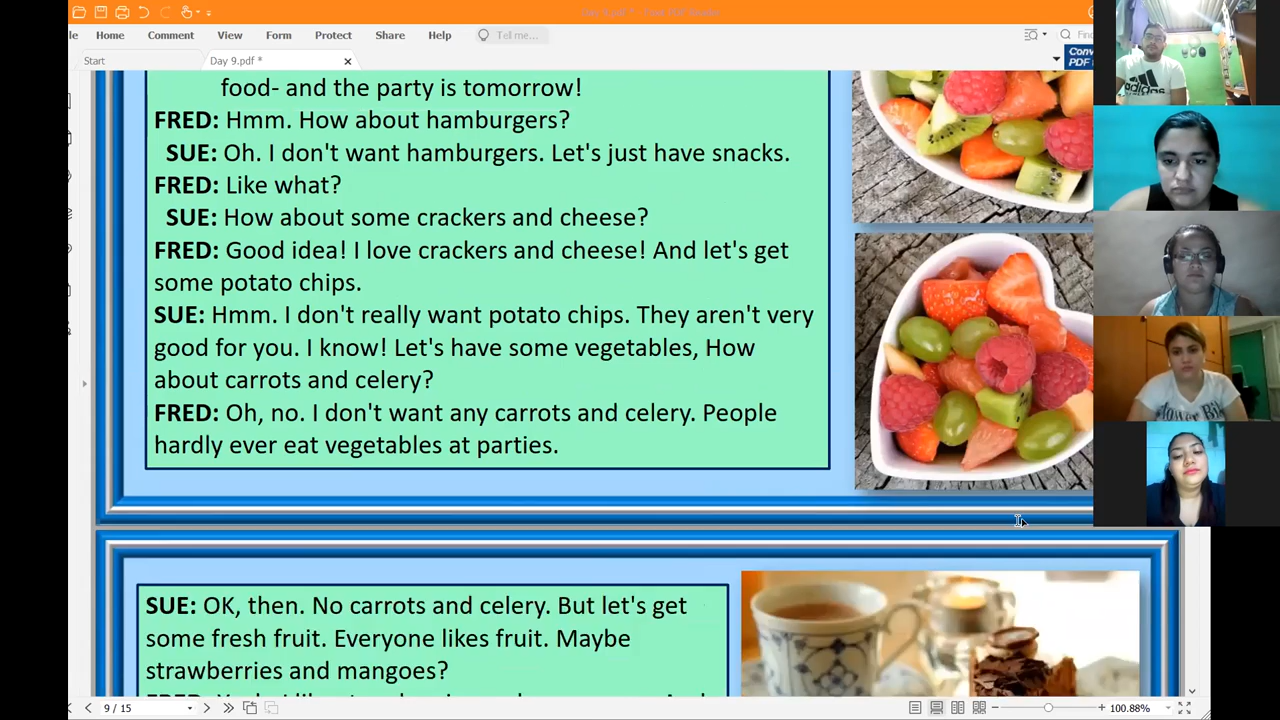 Home Comment View Form Protect Share Help Tell me...
Start Day 9.pdf *
food- and the party is tomorrow!
FRED: Hmm. How about hamburgers?
SUE: Oh. I don't want hamburgers. Let's just have snacks.
FRED: Like what?
SUE: How about some crackers and cheese?
FRED: Good idea! I love crackers and cheese! And let's get
some potato chips.
SUE: Hmm. I don't really want potato chips. They aren't very
good for you. I know! Let's have some vegetables, How
about carrots and celery?
FRED: Oh, no. I don't want any carrots and celery. People
hardly ever eat vegetables at parties.
SUE: OK, then. No carrots and celery. But let's get
some fresh fruit. Everyone likes fruit. Maybe
strawberries and mangoes?
9 / 15
100.88%
adidas